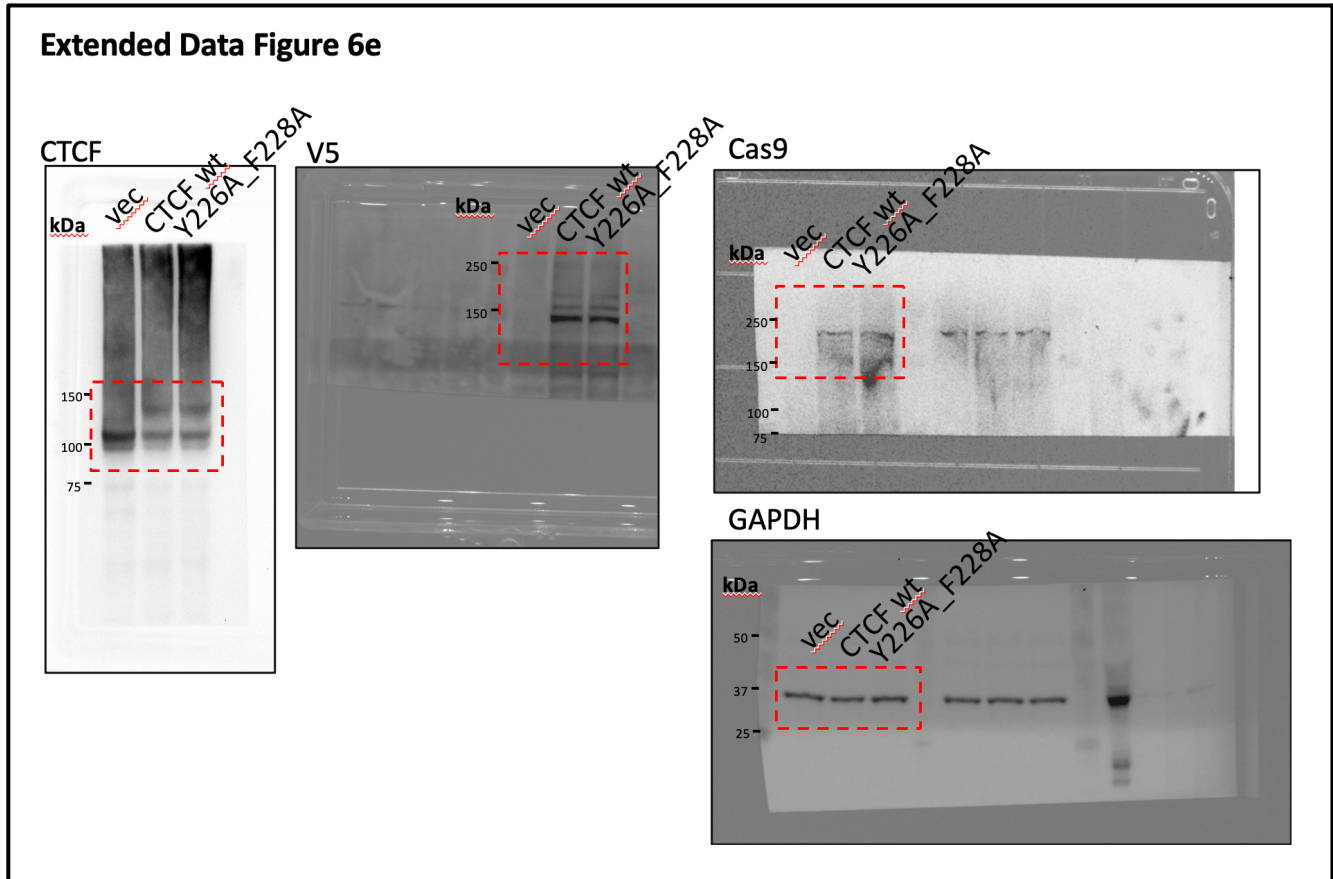 Extended Data Figure 6e
CTCF
kDa
vec
CTCF wt
Y226A_F228A
150
100
75
V5
kDa
vec
CTCF wt
Y226A_F228A
250
150
Cas9
kDa
vec
CTCF wt
Y226A_F228A
250
150
100
75
GAPDH
kDa
vec
CTCF wt
Y226A_F228A
50
37
25